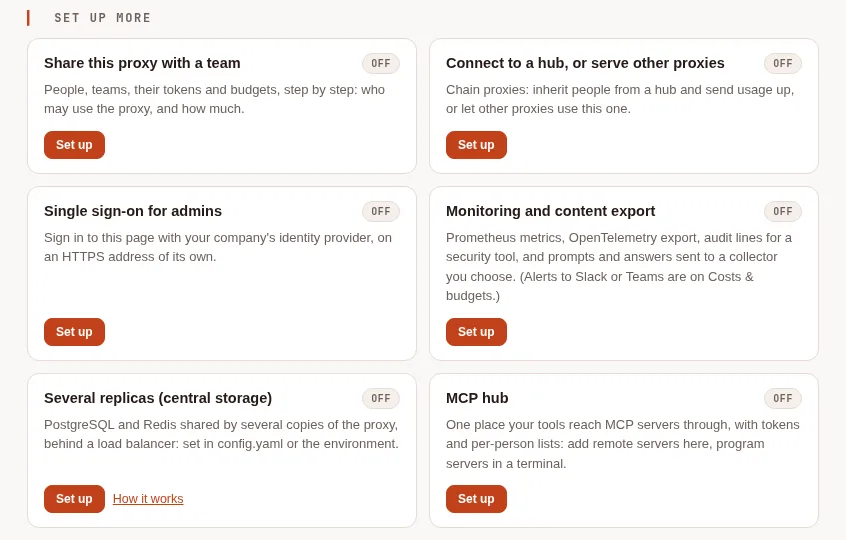 SET UP MORE
Share this proxy with a team
OFF
People, teams, their tokens and budgets, step by step: who
may use the proxy, and how much.
Set up
Connect to a hub, or serve other proxies
OFF
Chain proxies: inherit people from a hub and send usage up,
or let other proxies use this one.
Set up
Single sign-on for admins
OFF
Sign in to this page with your company's identity provider, on
an HTTPS address of its own.
Set up
Monitoring and content export
OFF
Prometheus metrics, OpenTelemetry export, audit lines for a
security tool, and prompts and answers sent to a collector
you choose. (Alerts to Slack or Teams are on Costs &
budgets.)
Set up
Several replicas (central storage)
OFF
PostgreSQL and Redis shared by several copies of the proxy,
behind a load balancer: set in config.yaml or the environment.
Set up
How it works
MCP hub
OFF
One place your tools reach MCP servers through, with tokens
and per-person lists: add remote servers here, program
servers in a terminal.
Set up